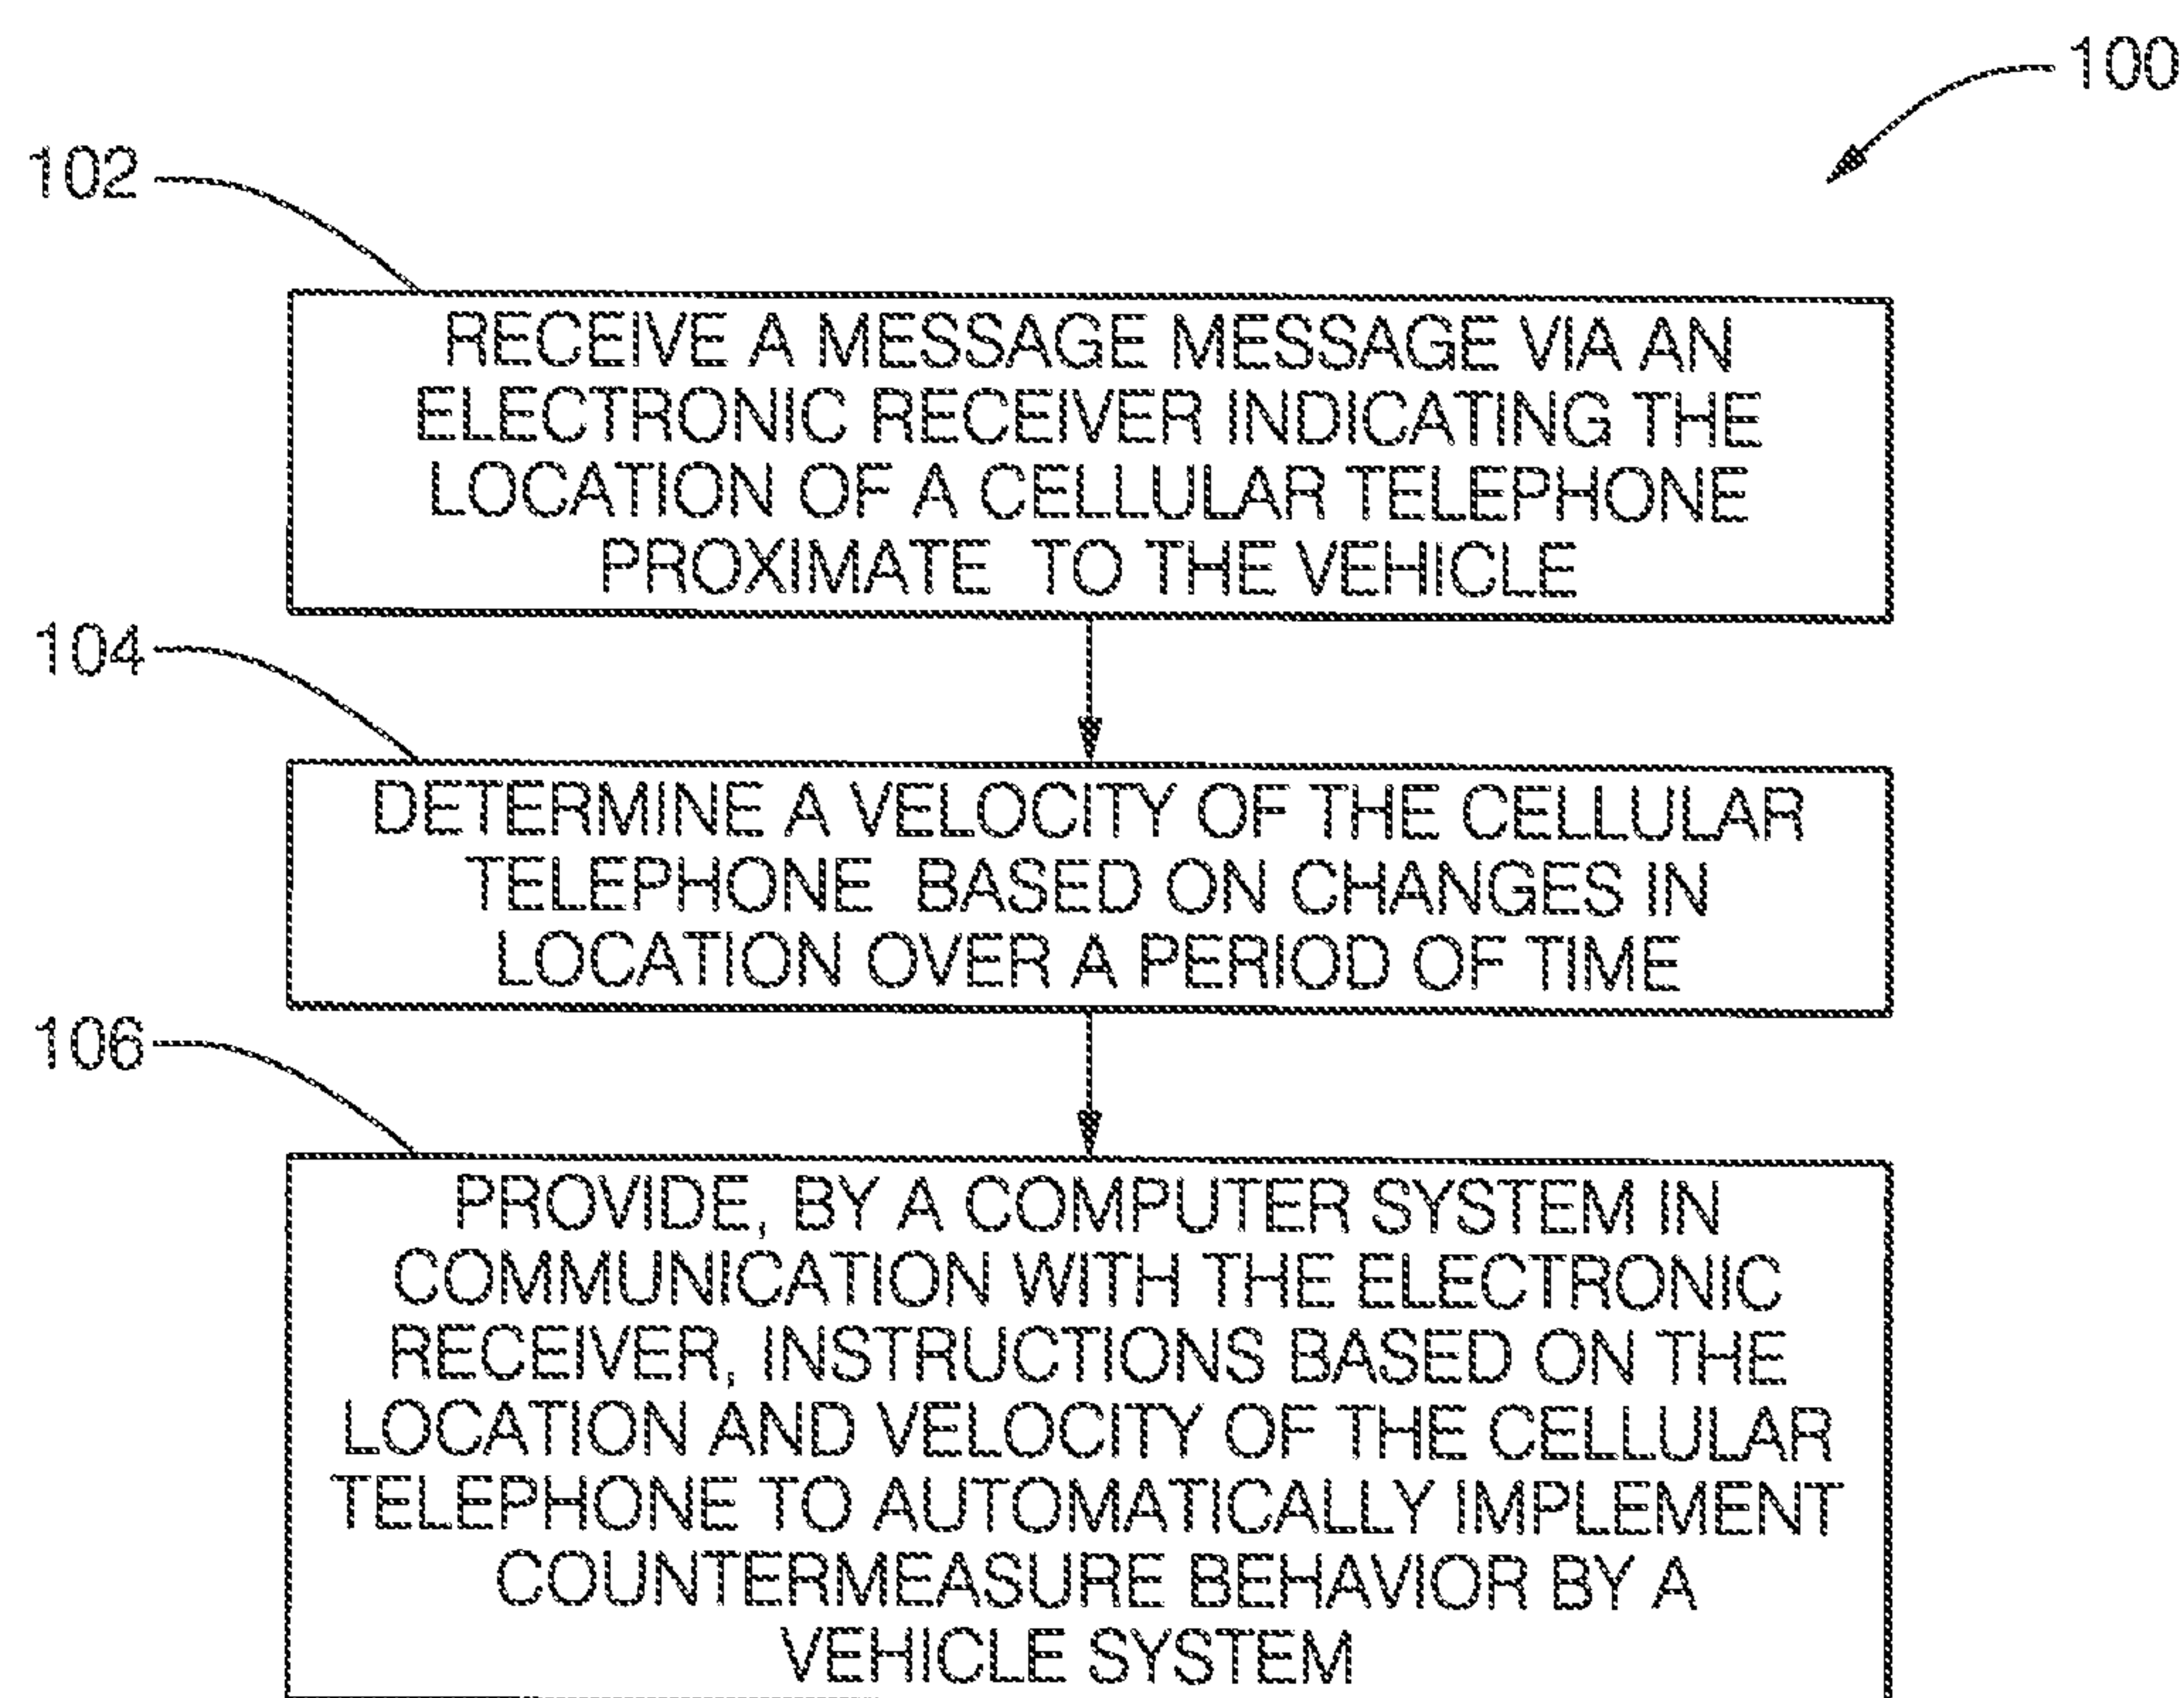 100
102
RECEIVE A MESSAGE MESSAGE VIA AN
ELECTRONIC RECEIVER INDICATING THE
LOCATION OF A CELLULAR TELEPHONE
PROXIMATE TO THE VEHICLE
104
DETERMINE A VELOCITY OF THE CELLULAR
TELEPHONE BASED ON CHANGES IN
LOCATION OVER A PERIOD OF TIME
106
PROVIDE, BY A COMPUTER SYSTEM IN
COMMUNICATION WITH THE ELECTRONIC
RECEIVER, INSTRUCTIONS BASED ON THE
LOCATION AND VELOCITY OF THE CELLULAR
TELEPHONE TO AUTOMATICALLY IMPLEMENT
COUNTERMEASURE BEHAVIOR BY A
VEHICLE SYSTEM